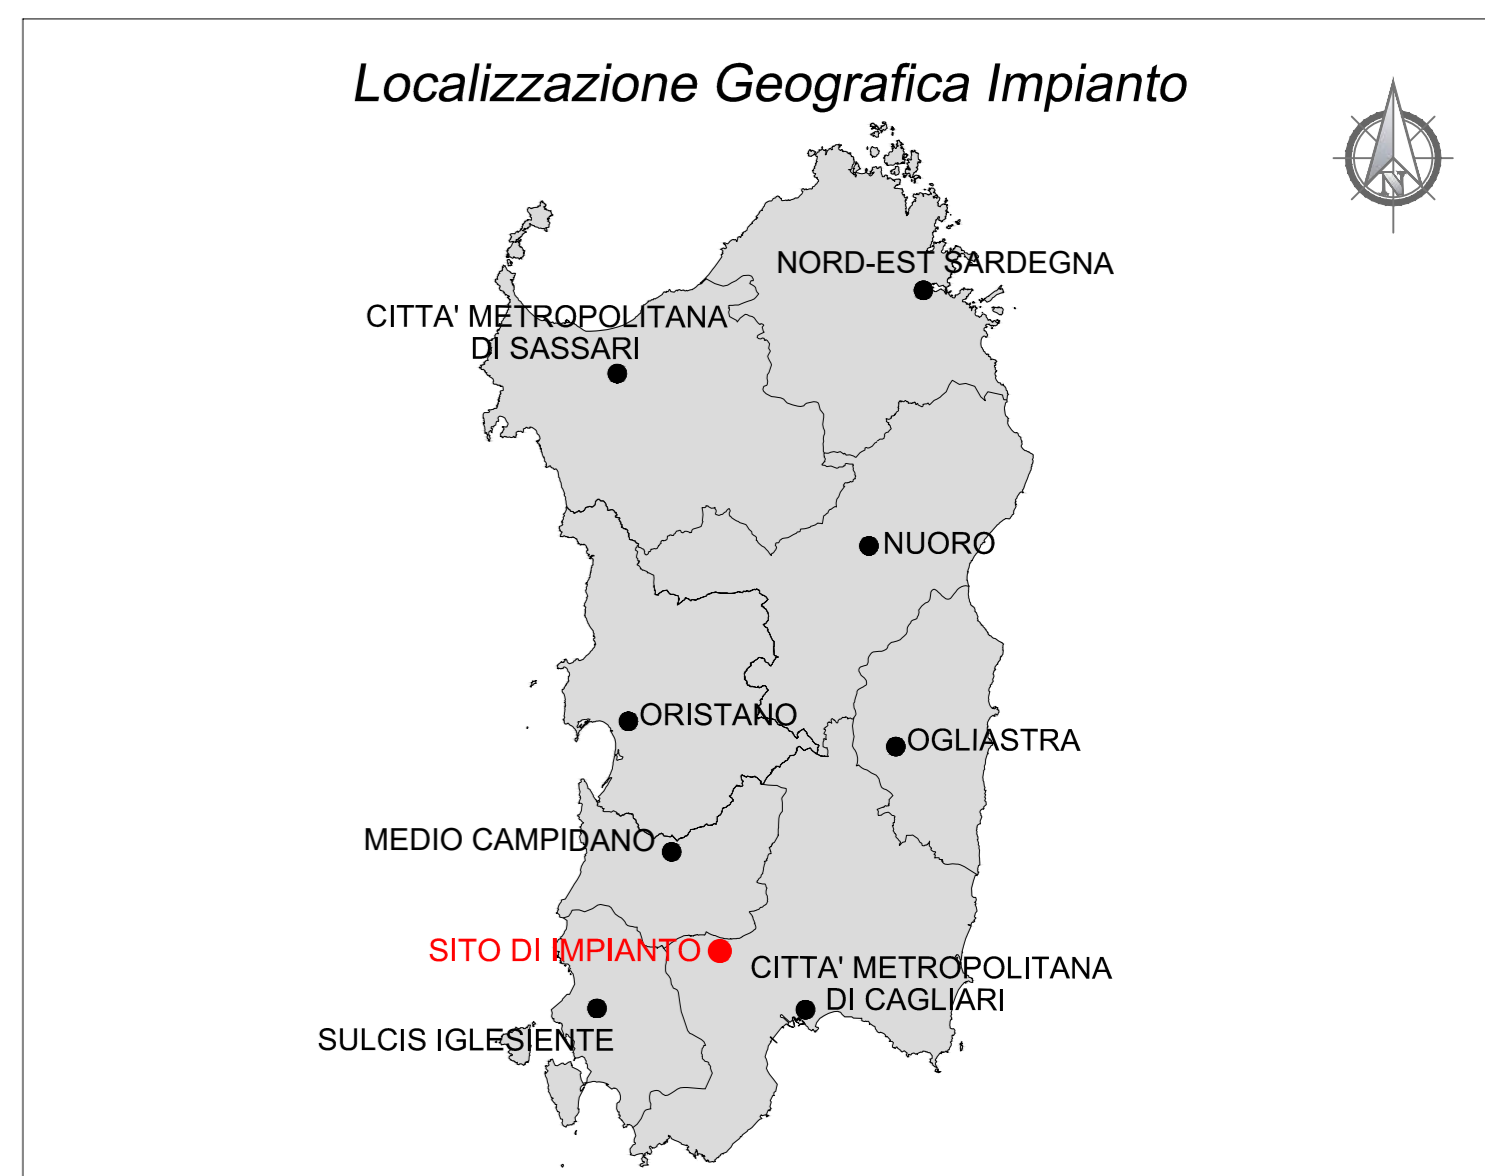 Localizzazione Geografica Impianto
N
NORD-EST SARDEGNA
CITTA' METROPOLITANA
DI SASSARI
NUORO
ORISTANO
OGLIASTRA
MEDIO CAMPIDANO
SITO DI IMPIANTO
CITTA' METROPOLITANA
DI CAGLIARI
SULCIS IGLESIENTE